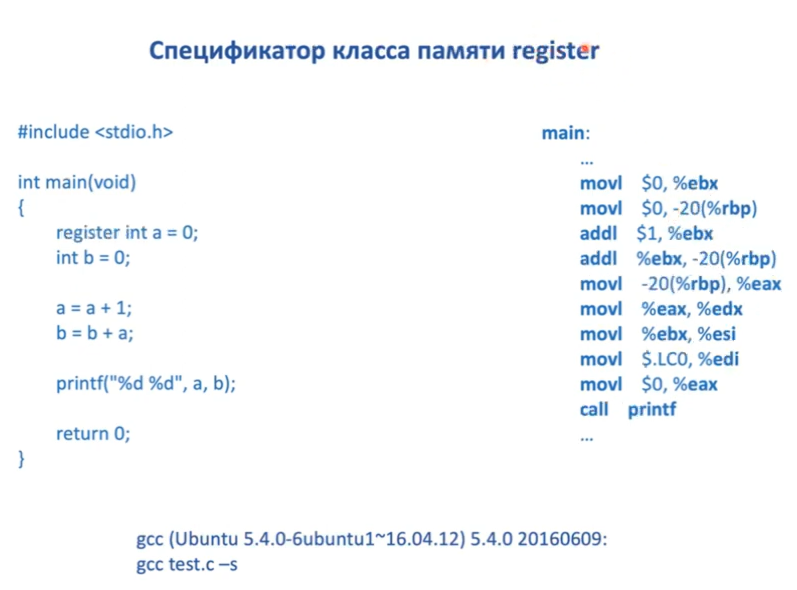 Спецификатор класса памяти register
#include <stdio.h>
int main(void)
{
register int a = 0;
int b = 0;
a = a + 1;
b = b + a;
printf("%d %d", a, b);
return 0;
}
main:
...
movl $0, %ebx
movl $0, -20(%rbp)
addl $1, %ebx
addl %ebx, -20(%rbp)
movl -20(%rbp), %eax
movl %eax, %edx
movl %ebx, %esi
movl $.LC0, %edi
movl $0, %eax
call printf
...
gcc (Ubuntu 5.4.0-6ubuntu1~16.04.12) 5.4.0 20160609:
gcc test.c –s